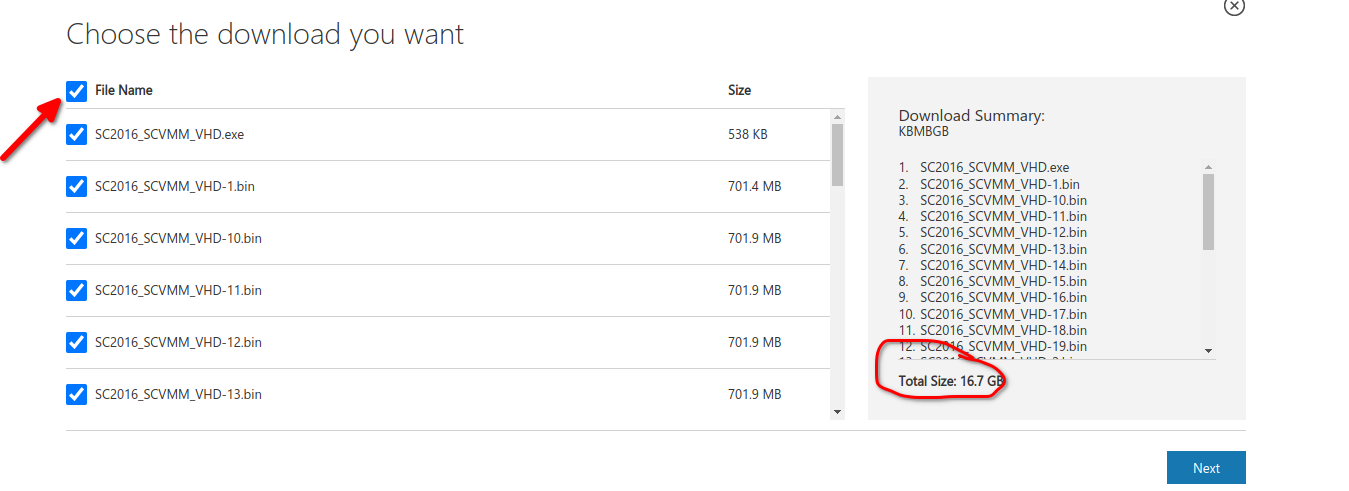 Choose the download you want
File Name Size
SC2016_SCVMM_VHD.exe 538 KB
SC2016_SCVMM_VHD-1.bin 701.4 MB
SC2016_SCVMM_VHD-10.bin 701.9 MB
SC2016_SCVMM_VHD-11.bin 701.9 MB
SC2016_SCVMM_VHD-12.bin 701.9 MB
SC2016_SCVMM_VHD-13.bin 701.9 MB
Download Summary:
KBMBGB
1. SC2016_SCVMM_VHD.exe
2. SC2016_SCVMM_VHD-1.bin
3. SC2016_SCVMM_VHD-10.bin
4. SC2016_SCVMM_VHD-11.bin
5. SC2016_SCVMM_VHD-12.bin
6. SC2016_SCVMM_VHD-13.bin
7. SC2016_SCVMM_VHD-14.bin
8. SC2016_SCVMM_VHD-15.bin
9. SC2016_SCVMM_VHD-16.bin
10. SC2016_SCVMM_VHD-17.bin
11. SC2016_SCVMM_VHD-18.bin
12. SC2016_SCVMM_VHD-19.bin
Total Size: 16.7 GB
Next